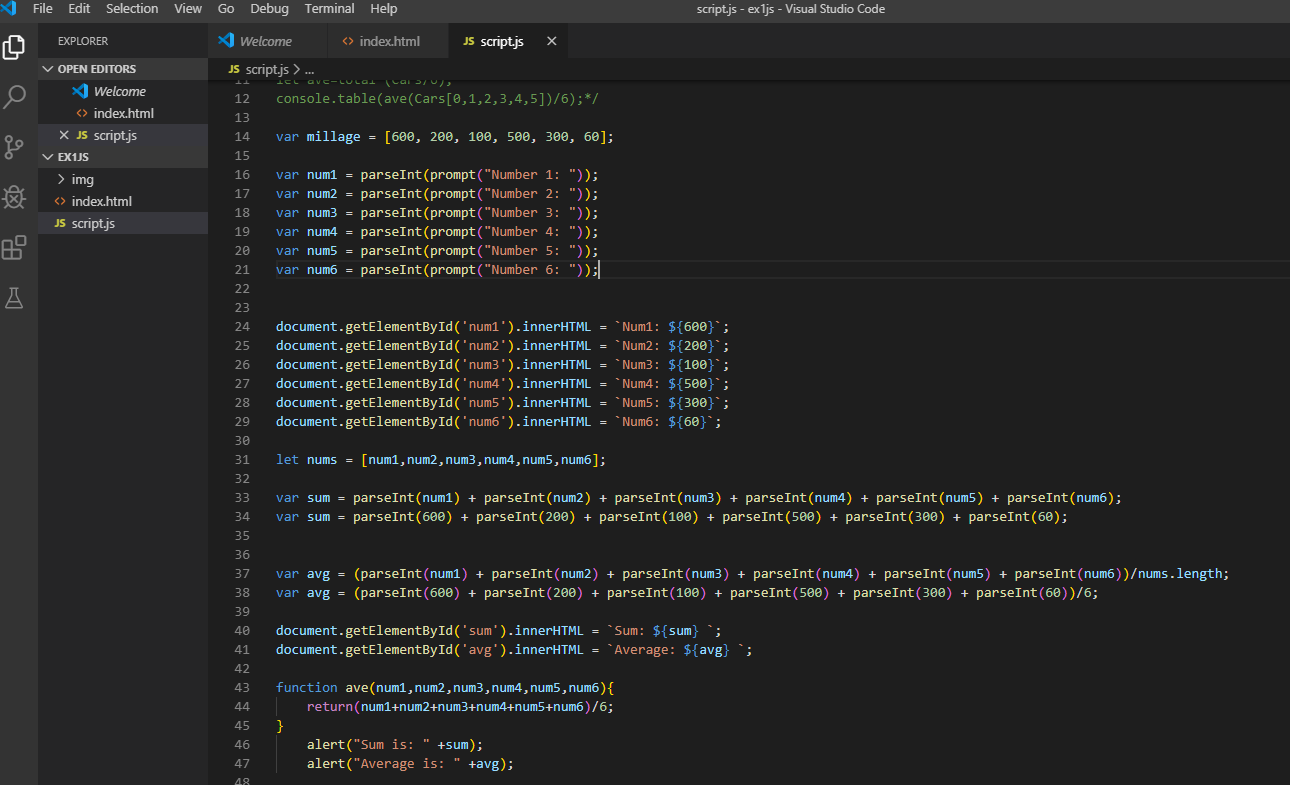 File Edit Selection View Go Debug Terminal Help script.js - ex1js - Visual Studio Code
EXPLORER
OPEN EDITORS
Welcome
<> index.html
JS script.js
EX1JS
img
<> index.html
JS script.js
Welcome <> index.html JS script.js
JS script.js > ...
11 let ave=total (Cars/6);
12 console.table(ave(Cars[0,1,2,3,4,5])/6);*/
13
14 var millage = [600, 200, 100, 500, 300, 60];
15
16 var num1 = parseInt(prompt("Number 1: "));
17 var num2 = parseInt(prompt("Number 2: "));
18 var num3 = parseInt(prompt("Number 3: "));
19 var num4 = parseInt(prompt("Number 4: "));
20 var num5 = parseInt(prompt("Number 5: "));
21 var num6 = parseInt(prompt("Number 6: "));
22
23
24 document.getElementById('num1').innerHTML = `Num1: ${600}`;
25 document.getElementById('num2').innerHTML = `Num2: ${200}`;
26 document.getElementById('num3').innerHTML = `Num3: ${100}`;
27 document.getElementById('num4').innerHTML = `Num4: ${500}`;
28 document.getElementById('num5').innerHTML = `Num5: ${300}`;
29 document.getElementById('num6').innerHTML = `Num6: ${60}`;
30
31 let nums = [num1,num2,num3,num4,num5,num6];
32
33 var sum = parseInt(num1) + parseInt(num2) + parseInt(num3) + parseInt(num4) + parseInt(num5) + parseInt(num6);
34 var sum = parseInt(600) + parseInt(200) + parseInt(100) + parseInt(500) + parseInt(300) + parseInt(60);
35
36
37 var avg = (parseInt(num1) + parseInt(num2) + parseInt(num3) + parseInt(num4) + parseInt(num5) + parseInt(num6))/nums.length;
38 var avg = (parseInt(600) + parseInt(200) + parseInt(100) + parseInt(500) + parseInt(300) + parseInt(60))/6;
39
40 document.getElementById('sum').innerHTML = `Sum: ${sum} `;
41 document.getElementById('avg').innerHTML = `Average: ${avg} `;
42
43 function ave(num1,num2,num3,num4,num5,num6){
44 return(num1+num2+num3+num4+num5+num6)/6;
45 }
46 alert("Sum is: " +sum);
47 alert("Average is: " +avg);
48